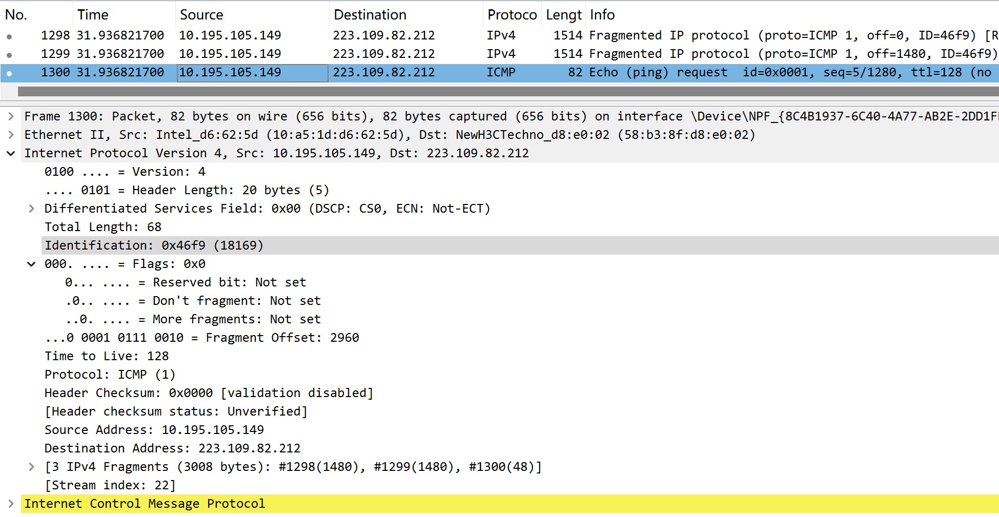 No. Time Source Destination Protoco Lengt Info
1298 31.936821700 10.195.105.149 223.109.82.212 IPv4 1514 Fragmented IP protocol (proto=ICMP 1, off=0, ID=46f9) [R
1299 31.936821700 10.195.105.149 223.109.82.212 IPv4 1514 Fragmented IP protocol (proto=ICMP 1, off=1480, ID=46f9)
1300 31.936821700 10.195.105.149 223.109.82.212 ICMP 82 Echo (ping) request id=0x0001, seq=5/1280, ttl=128 (no
Frame 1300: Packet, 82 bytes on wire (656 bits), 82 bytes captured (656 bits) on interface \Device\NPF_{8C4B1937-6C40-4A77-AB2E-2DD1F
Ethernet II, Src: Intel_d6:62:5d (10:a5:1d:d6:62:5d), Dst: NewH3CTechno_d8:e0:02 (58:b3:8f:d8:e0:02)
Internet Protocol Version 4, Src: 10.195.105.149, Dst: 223.109.82.212
0100 .... = Version: 4
.... 0101 = Header Length: 20 bytes (5)
Differentiated Services Field: 0x00 (DSCP: CS0, ECN: Not-ECT)
Total Length: 68
Identification: 0x46f9 (18169)
000. .... = Flags: 0x0
0... .... = Reserved bit: Not set
.0.. .... = Don't fragment: Not set
..0. .... = More fragments: Not set
...0 0001 0111 0010 = Fragment Offset: 2960
Time to Live: 128
Protocol: ICMP (1)
Header Checksum: 0x0000 [validation disabled]
[Header checksum status: Unverified]
Source Address: 10.195.105.149
Destination Address: 223.109.82.212
[3 IPv4 Fragments (3008 bytes): #1298(1480), #1299(1480), #1300(48)]
[Stream index: 22]
Internet Control Message Protocol